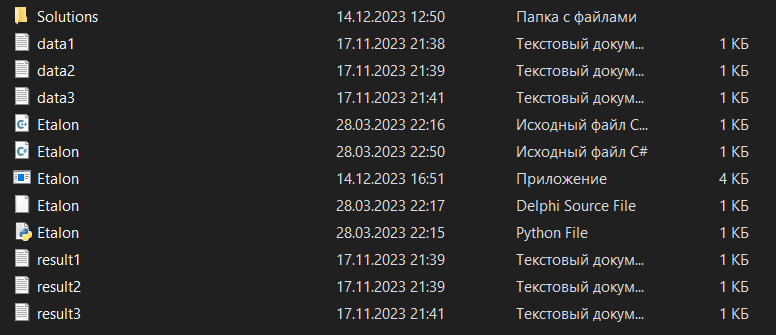 Solutions 14.12.2023 12:50 Папка с файлами
data1 17.11.2023 21:38 Текстовый докум... 1 КБ
data2 17.11.2023 21:39 Текстовый докум... 1 КБ
data3 17.11.2023 21:41 Текстовый докум... 1 КБ
Etalon 28.03.2023 22:16 Исходный файл C... 1 КБ
Etalon 28.03.2023 22:50 Исходный файл C# 1 КБ
Etalon 14.12.2023 16:51 Приложение 4 КБ
Etalon 28.03.2023 22:17 Delphi Source File 1 КБ
Etalon 28.03.2023 22:15 Python File 1 КБ
result1 17.11.2023 21:39 Текстовый докум... 1 КБ
result2 17.11.2023 21:39 Текстовый докум... 1 КБ
result3 17.11.2023 21:41 Текстовый докум... 1 КБ